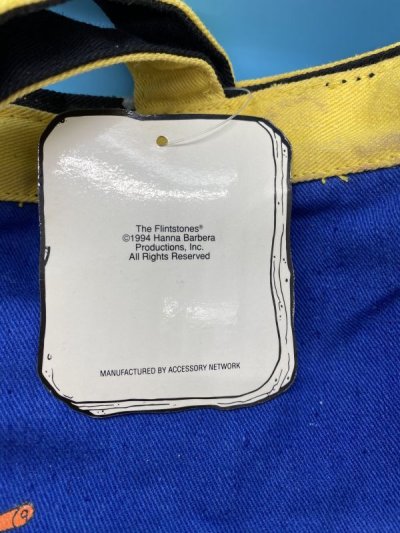 The Flintstones®
©1994 Hanna Barbera
Productions, Inc.
All Rights Reserved
MANUFACTURED BY ACCESSORY NETWORK